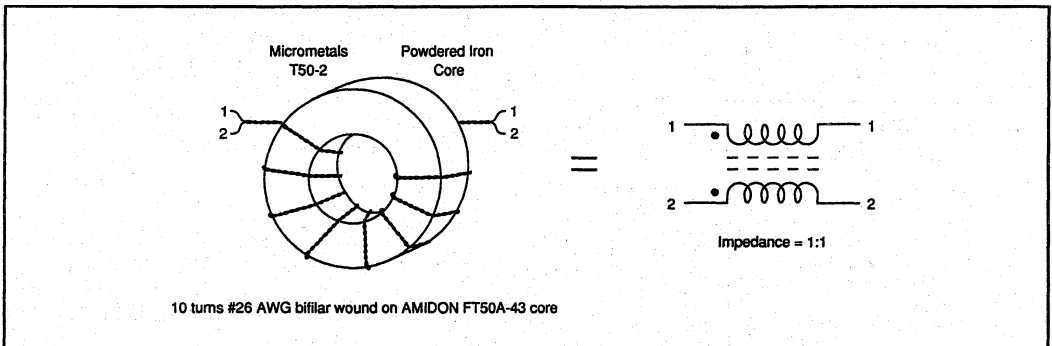 Micrometals
T50-2
Powdered Iron
Core
1
2
1
2
=
1
1
2
2
Impedance = 1:1
10 turns #26 AWG bifilar wound on AMIDON FT50A-43 core